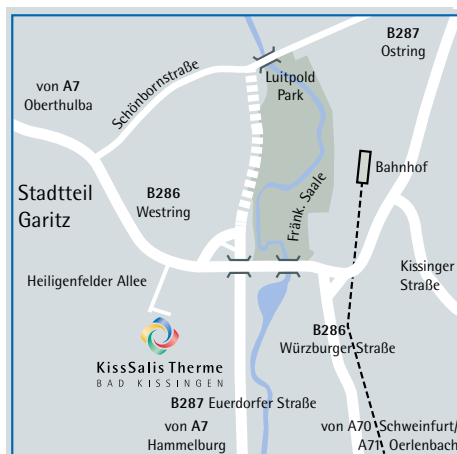 B287
Ostring
Luitpold
Park
von A7
Oberthulba
Schönbornstraße
Bahnhof
Stadtteil
Garitz
B286
Westring
Fränk. Saale
Heiligenfelder Allee
Kissinger
Straße
B286
Würzburger Straße
KissSalis Therme
BAD KISSINGEN
B287 Euerdorfer Straße
von A7
Hammelburg
von A70 Schweinfurt/
A71 Oerlenbach